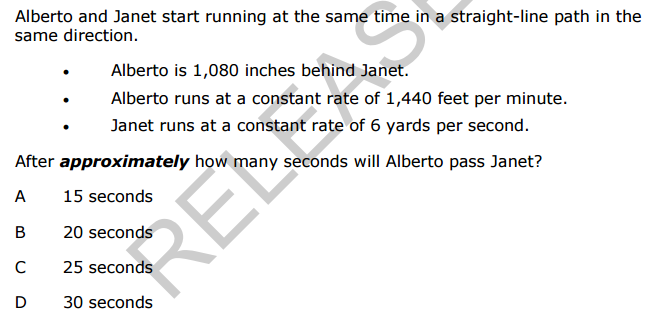 Alberto and Janet start running at the same time in a straight-line path in the
same direction.
• Alberto is 1,080 inches behind Janet.
• Alberto runs at a constant rate of 1,440 feet per minute.
• Janet runs at a constant rate of 6 yards per second.
After approximately how many seconds will Alberto pass Janet?
A 15 seconds
B 20 seconds
C 25 seconds
D 30 seconds
RELEASE